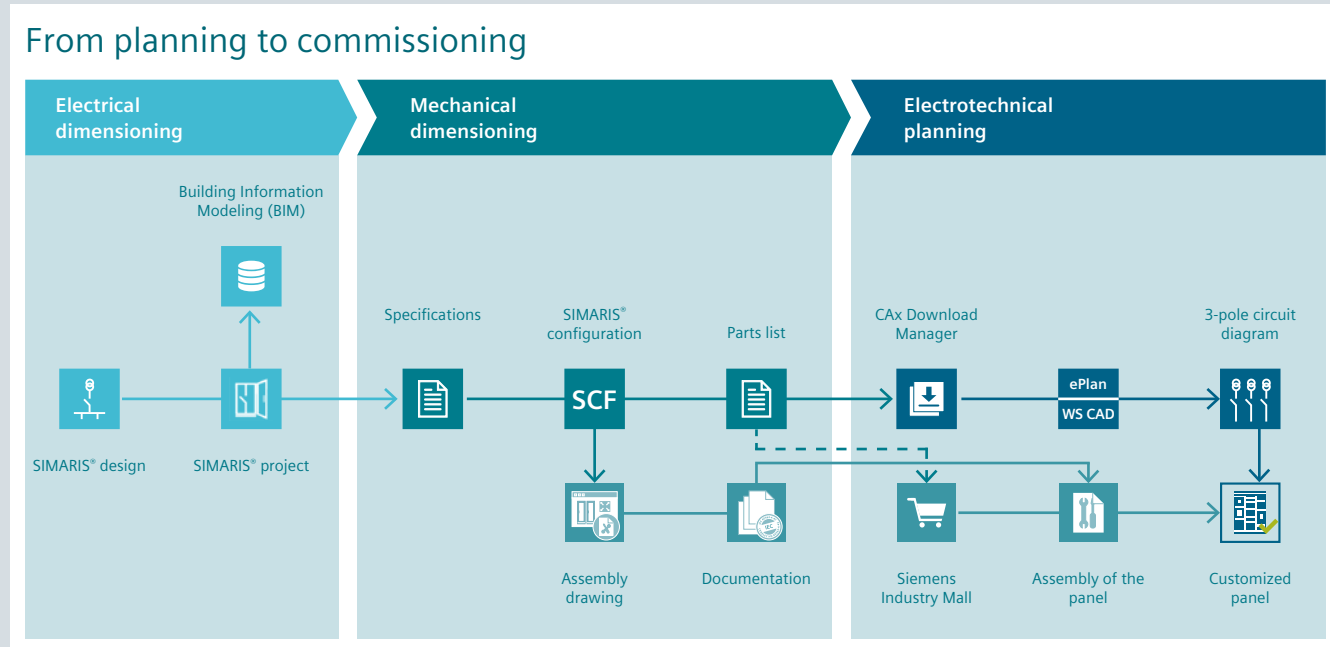 From planning to commissioning
Electrical
dimensioning
Mechanical
dimensioning
Electrotechnical
planning
Building Information
Modeling (BIM)
Specifications
SIMARIS®
configuration
Parts list
CAx Download
Manager
3-pole circuit
diagram
SCF
ePlan
WS CAD
SIMARIS® design
SIMARIS® project
Assembly
drawing
Documentation
Siemens
Industry Mall
Assembly of the
panel
Customized
panel